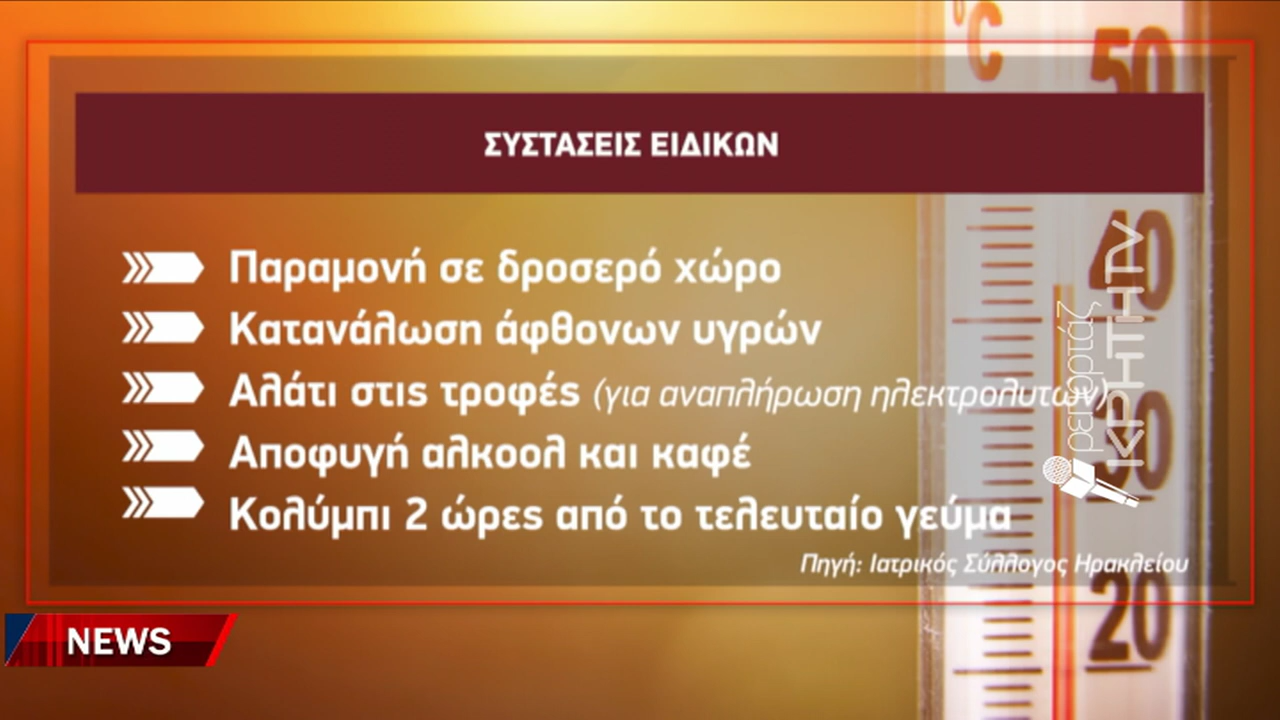 °C
50
ΣΥΣΤΑΣΕΙΣ ΕΙΔΙΚΩΝ
Παραμονή σε δροσερό χώρο
Κατανάλωση άφθονων υγρών
Αλάτι στις τροφές (για αναπλήρωση ηλεκτρολυτών)
Αποφυγή αλκοολ και καφέ
Κολύμπι 2 ώρες από το τελευταίο γεύμα
Πηγή: Ιατρικός Σύλλογος Ηρακλείου
40
30
20
ρεπορτάζ
ΚΡΗΤΗ TV
NEWS